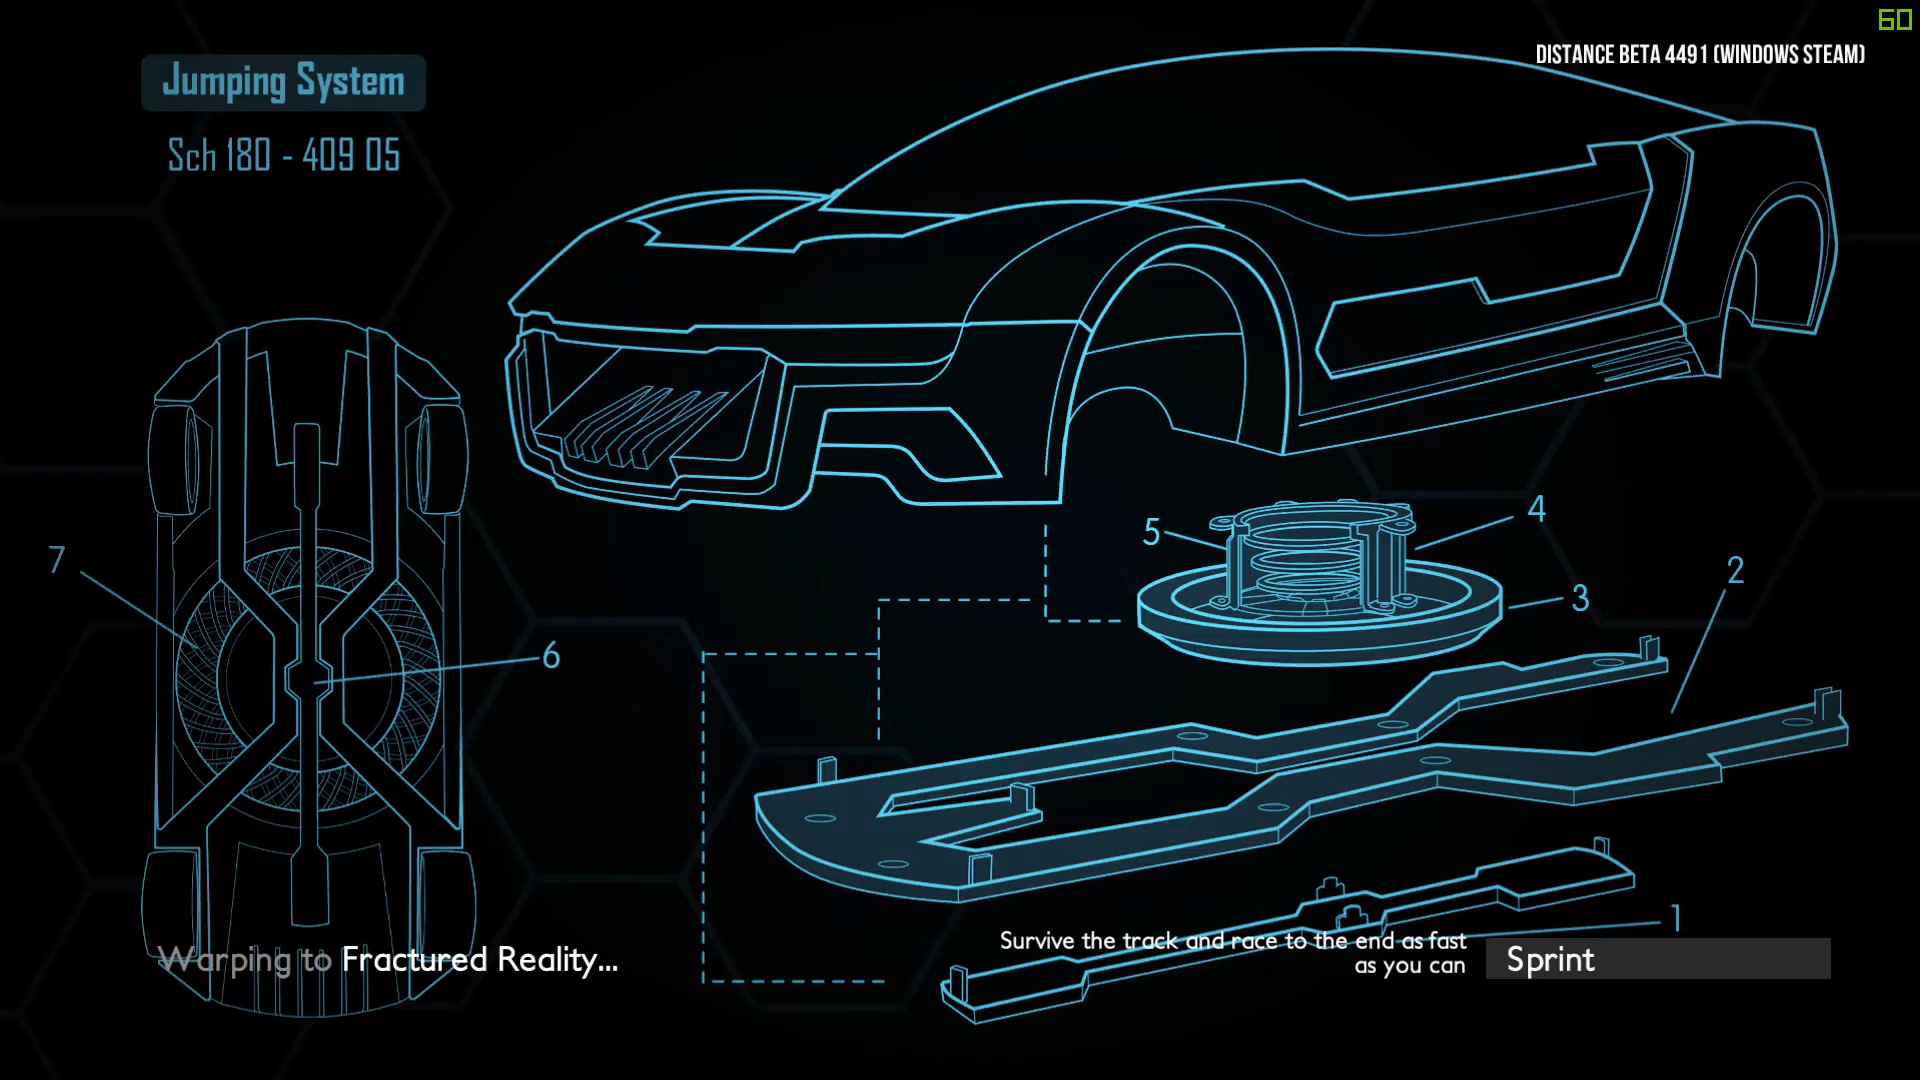 60
DISTANCE BETA 4491 (WINDOWS STEAM)
Jumping System
Sch 180 - 409 05
5
4
7
2
3
6
1
Warping to Fractured Reality...
Survive the track and race to the end as fast
as you can
Sprint